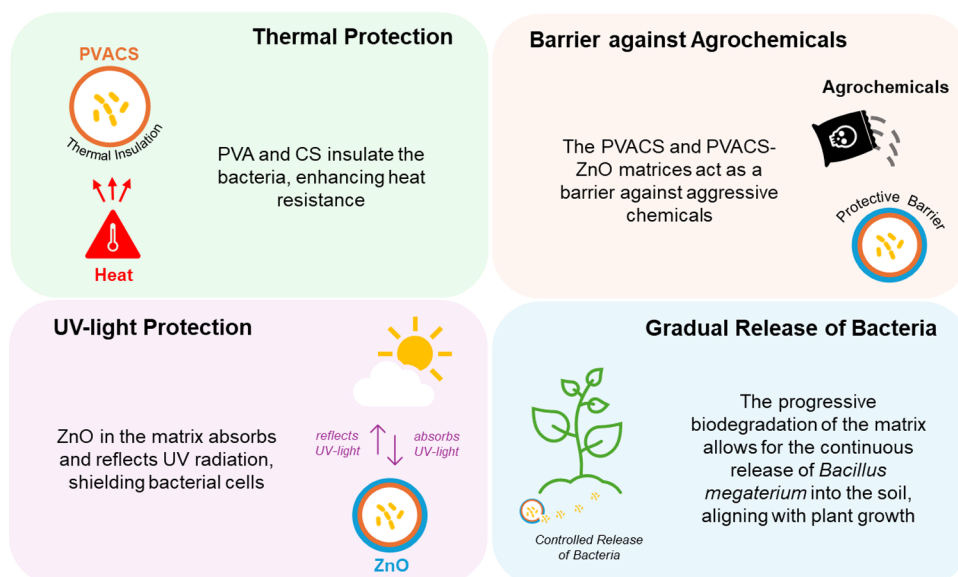 Thermal Protection
PVACS
Thermal Insulation
Heat
PVA and CS insulate the
bacteria, enhancing heat
resistance
Barrier against Agrochemicals
Agrochemicals
The PVACS and PVACS-
ZnO matrices act as a
barrier against aggressive
chemicals
Protective Barrier
UV-light Protection
ZnO in the matrix absorbs
and reflects UV radiation,
shielding bacterial cells
reflects
UV-light
absorbs
UV-light
ZnO
Gradual Release of Bacteria
The progressive
biodegradation of the matrix
allows for the continuous
release of Bacillus
megaterium into the soil,
aligning with plant growth
Controlled Release
of Bacteria